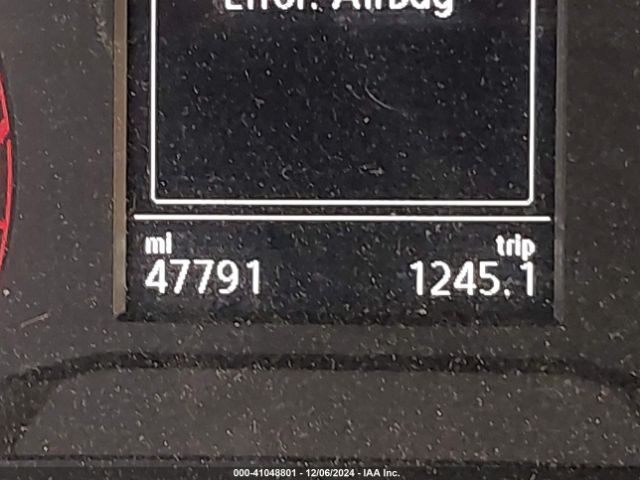 Error: Airbag
mi
trip
47791
1245.1
000-41048801 - 12/06/2024 - IAA Inc.